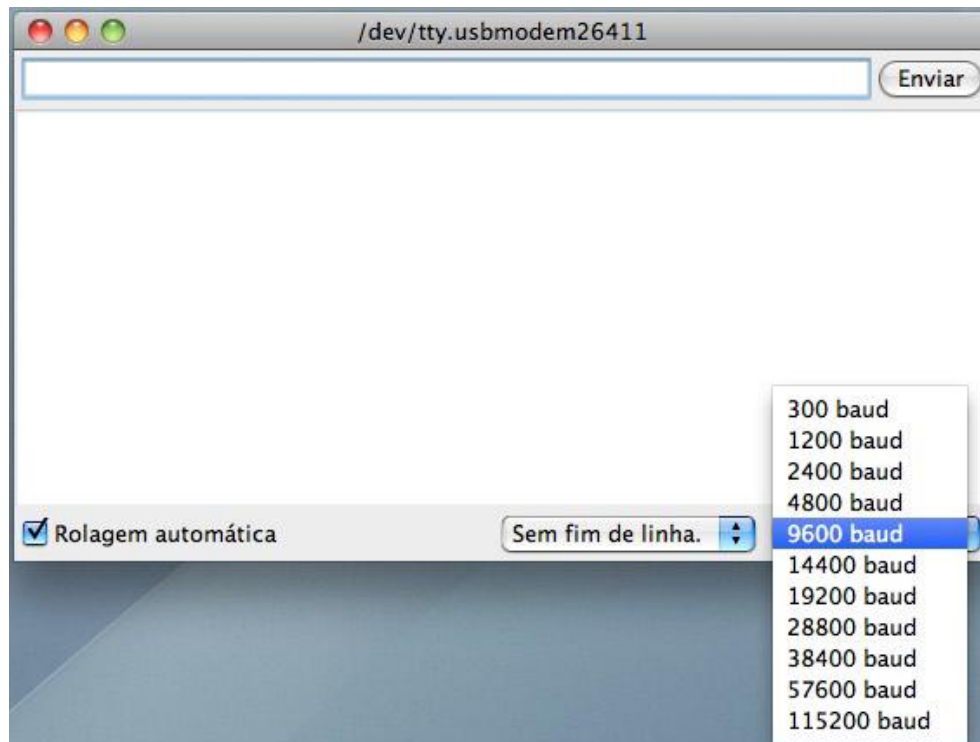 /dev/tty.usbmodem26411
Enviar
300 baud
1200 baud
2400 baud
4800 baud
Rolagem automática
Sem fim de linha.
9600 baud
14400 baud
19200 baud
28800 baud
38400 baud
57600 baud
115200 baud